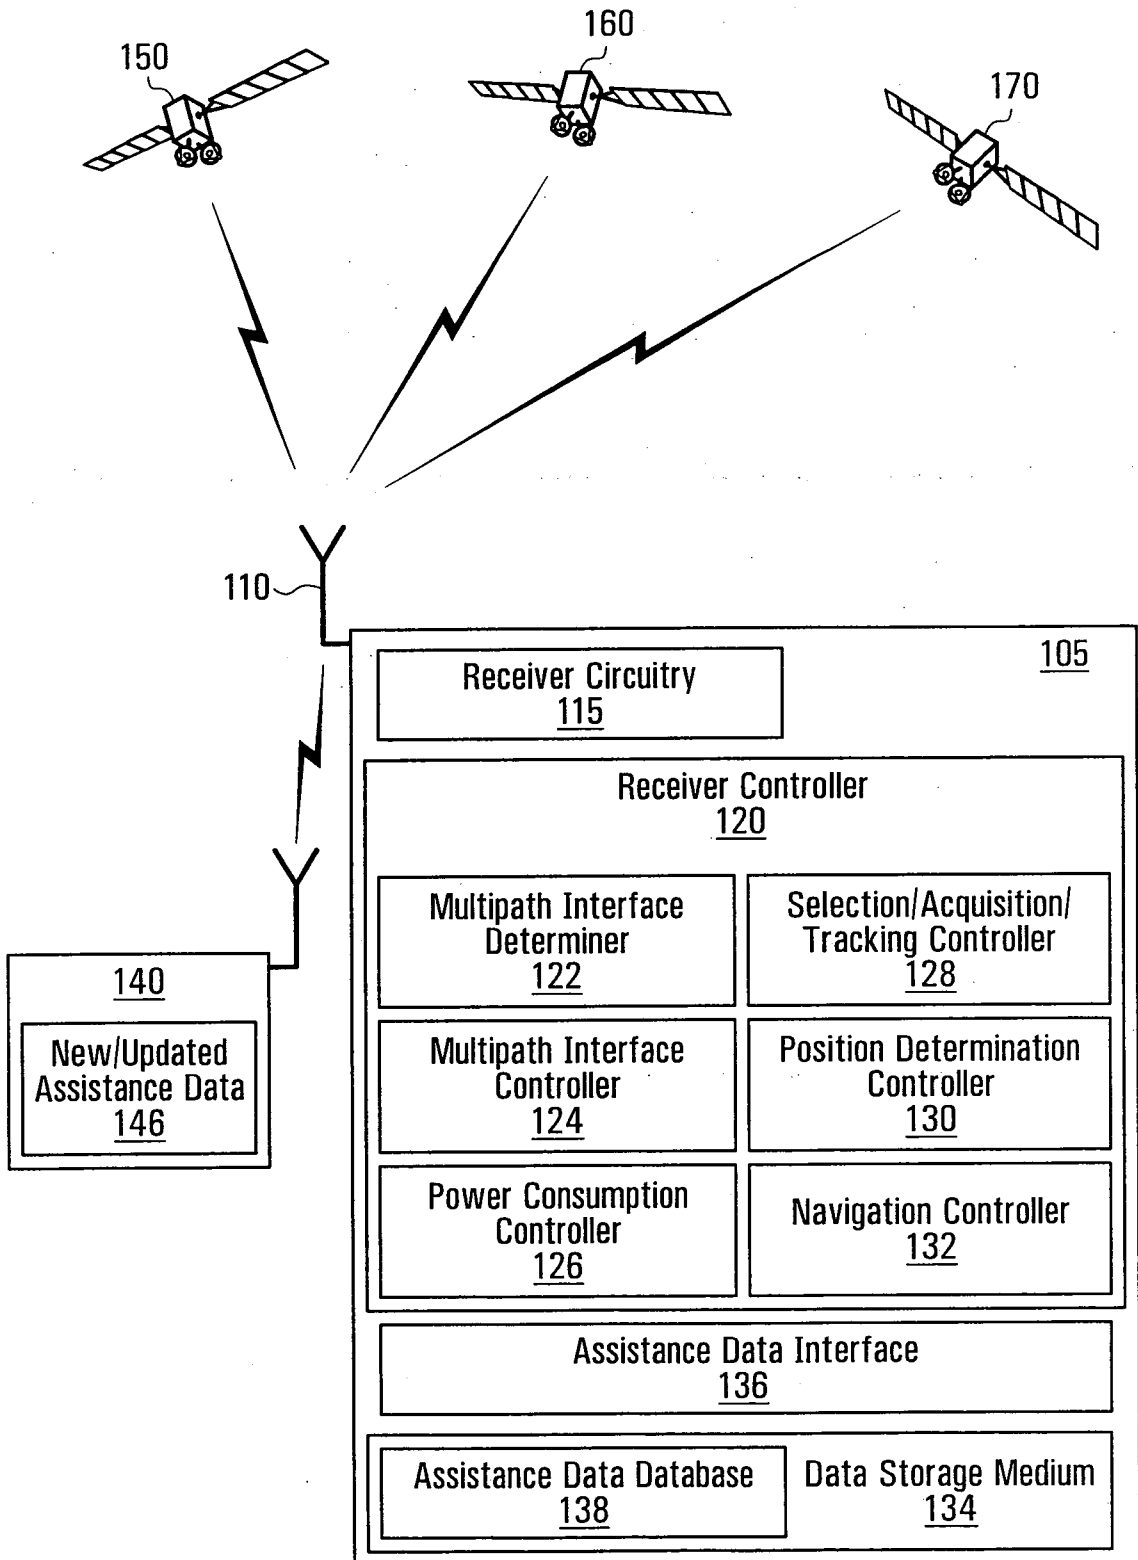 150
160
170
110
105
Receiver Circuitry
115
Receiver Controller
120
Multipath Interface
Determiner
122
Selection/Acquisition/
Tracking Controller
128
140
New/Updated
Assistance Data
146
Multipath Interface
Controller
124
Position Determination
Controller
130
Power Consumption
Controller
126
Navigation Controller
132
Assistance Data Interface
136
Assistance Data Database
138
Data Storage Medium
134